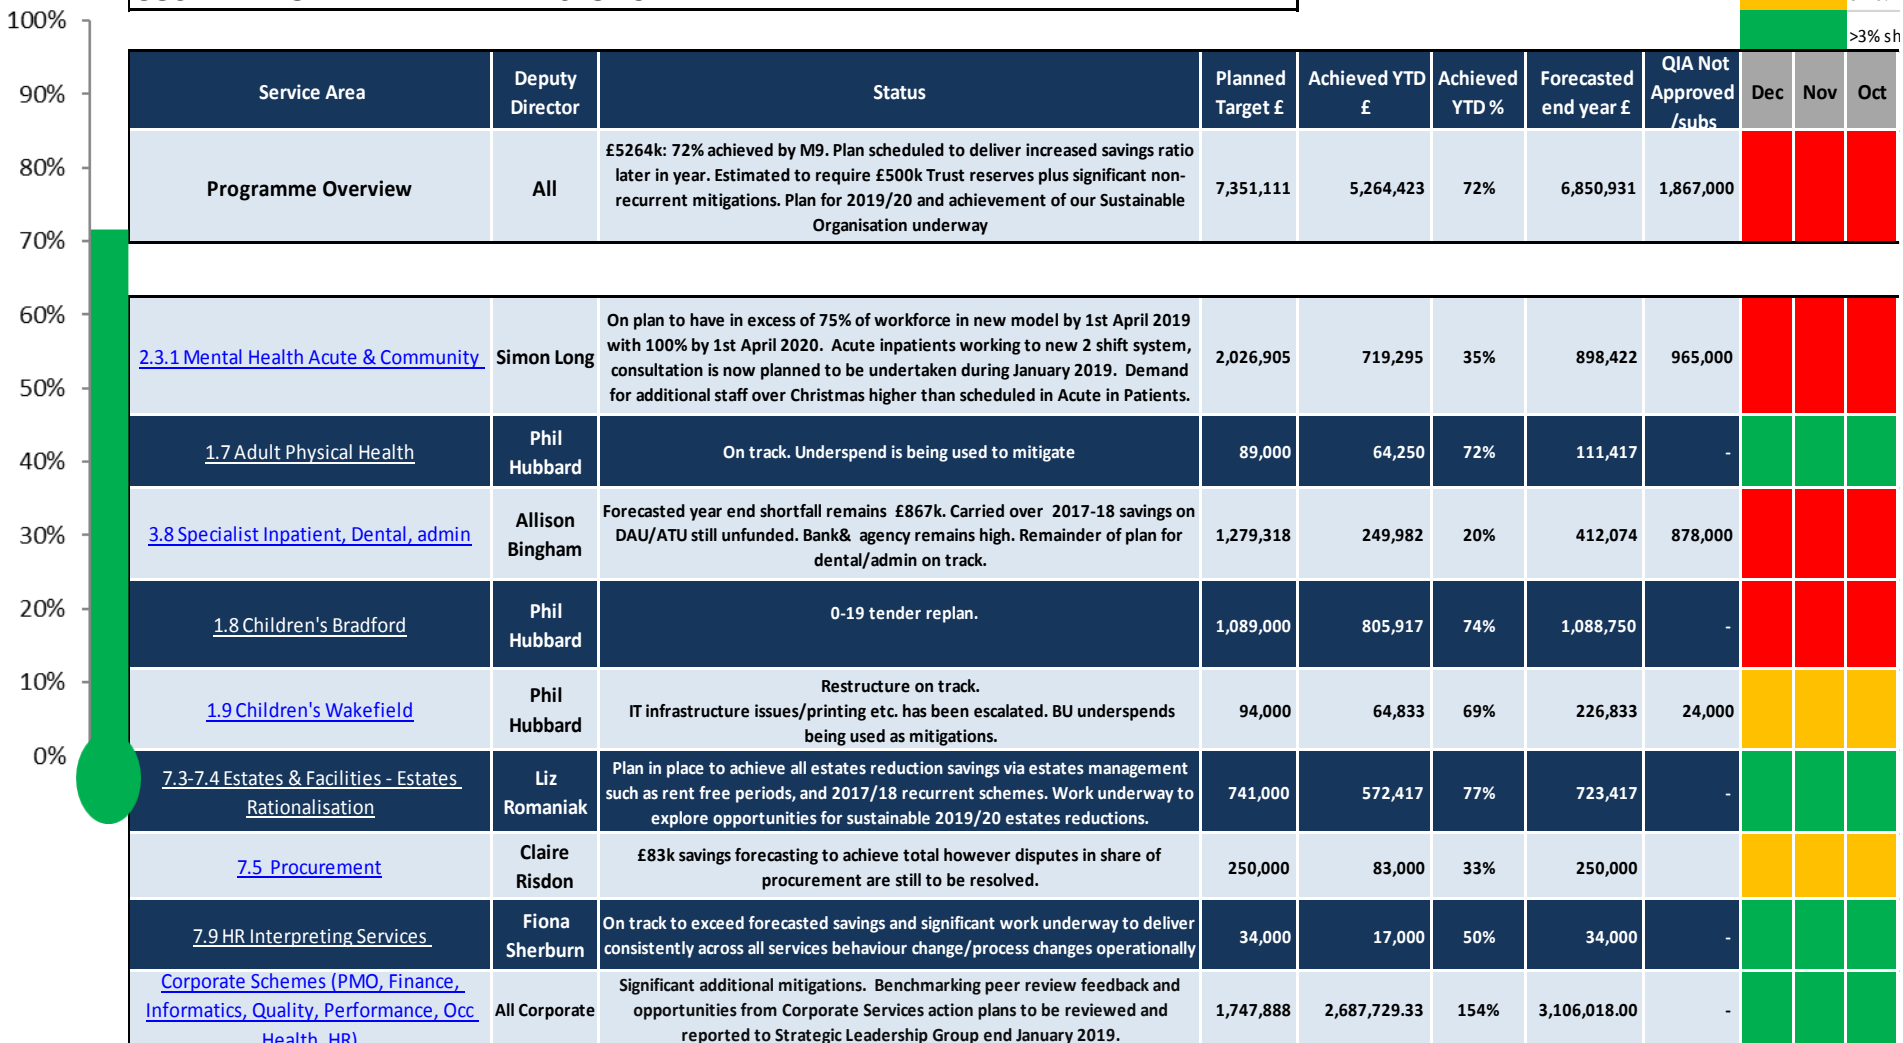 100%
90%
80%
70%
60%
50%
40%
30%
20%
10%
0%
>3% sh
Service Area
Deputy
Director
Status
Planned
Target £
Achieved YTD
£
Achieved
YTD %
Forecasted
end year £
QIA Not
Approved
/subs
Dec
Nov
Oct
Programme Overview
All
£5264k: 72% achieved by M9. Plan scheduled to deliver increased savings ratio
later in year. Estimated to require £500k Trust reserves plus significant non-
recurrent mitigations. Plan for 2019/20 and achievement of our Sustainable
Organisation underway
7,351,111
5,264,423
72%
6,850,931
1,867,000
2.3.1 Mental Health Acute & Community
Simon Long
On plan to have in excess of 75% of workforce in new model by 1st April 2019
with 100% by 1st April 2020. Acute inpatients working to new 2 shift system,
consultation is now planned to be undertaken during January 2019. Demand
for additional staff over Christmas higher than scheduled in Acute in Patients.
2,026,905
719,295
35%
898,422
965,000
1.7 Adult Physical Health
Phil
Hubbard
On track. Underspend is being used to mitigate
89,000
64,250
72%
111,417
-
3.8 Specialist Inpatient, Dental, admin
Allison
Bingham
Forecasted year end shortfall remains £867k. Carried over 2017-18 savings on
DAU/ATU still unfunded. Bank& agency remains high. Remainder of plan for
dental/admin on track.
1,279,318
249,982
20%
412,074
878,000
1.8 Children's Bradford
Phil
Hubbard
0-19 tender replan.
1,089,000
805,917
74%
1,088,750
-
1.9 Children's Wakefield
Phil
Hubbard
Restructure on track.
IT infrastructure issues/printing etc. has been escalated. BU underspends
being used as mitigations.
94,000
64,833
69%
226,833
24,000
7.3-7.4 Estates & Facilities - Estates
Rationalisation
Liz
Romaniak
Plan in place to achieve all estates reduction savings via estates management
such as rent free periods, and 2017/18 recurrent schemes. Work underway to
explore opportunities for sustainable 2019/20 estates reductions.
741,000
572,417
77%
723,417
-
7.5 Procurement
Claire
Risdon
£83k savings forecasting to achieve total however disputes in share of
procurement are still to be resolved.
250,000
83,000
33%
250,000
7.9 HR Interpreting Services
Fiona
Sherburn
On track to exceed forecasted savings and significant work underway to deliver
consistently across all services behaviour change/process changes operationally
34,000
17,000
50%
34,000
-
Corporate Schemes (PMO, Finance,
Informatics, Quality, Performance, Occ
Health, HR)
All Corporate
Significant additional mitigations. Benchmarking peer review feedback and
opportunities from Corporate Services action plans to be reviewed and
reported to Strategic Leadership Group end January 2019.
1,747,888
2,687,729.33
154%
3,106,018.00
-